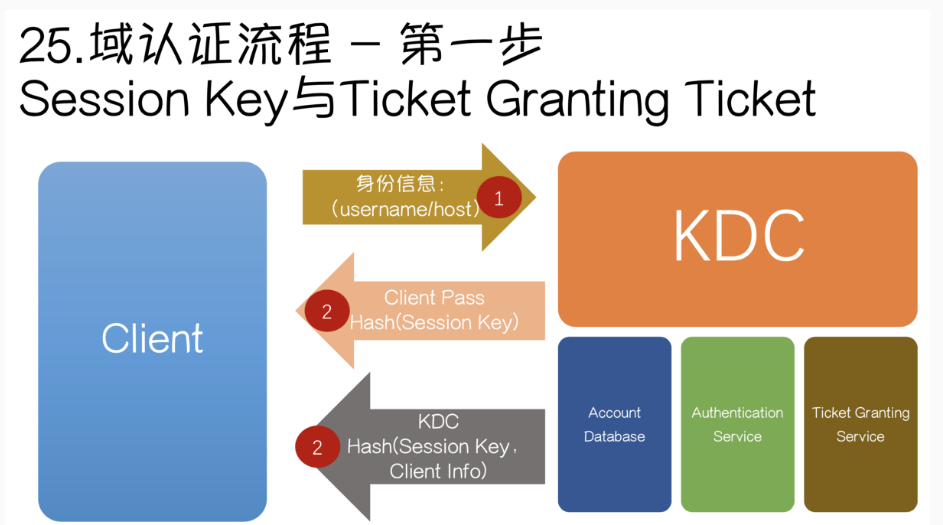 25.域认证流程 - 第一步
Session Key与Ticket Granting Ticket
Client
身份信息：
(username/host)
1
2
Client Pass
Hash(Session Key)
2
KDC
Hash(Session Key，
Client Info)
KDC
Account
Database
Authentication
Service
Ticket Granting
Service